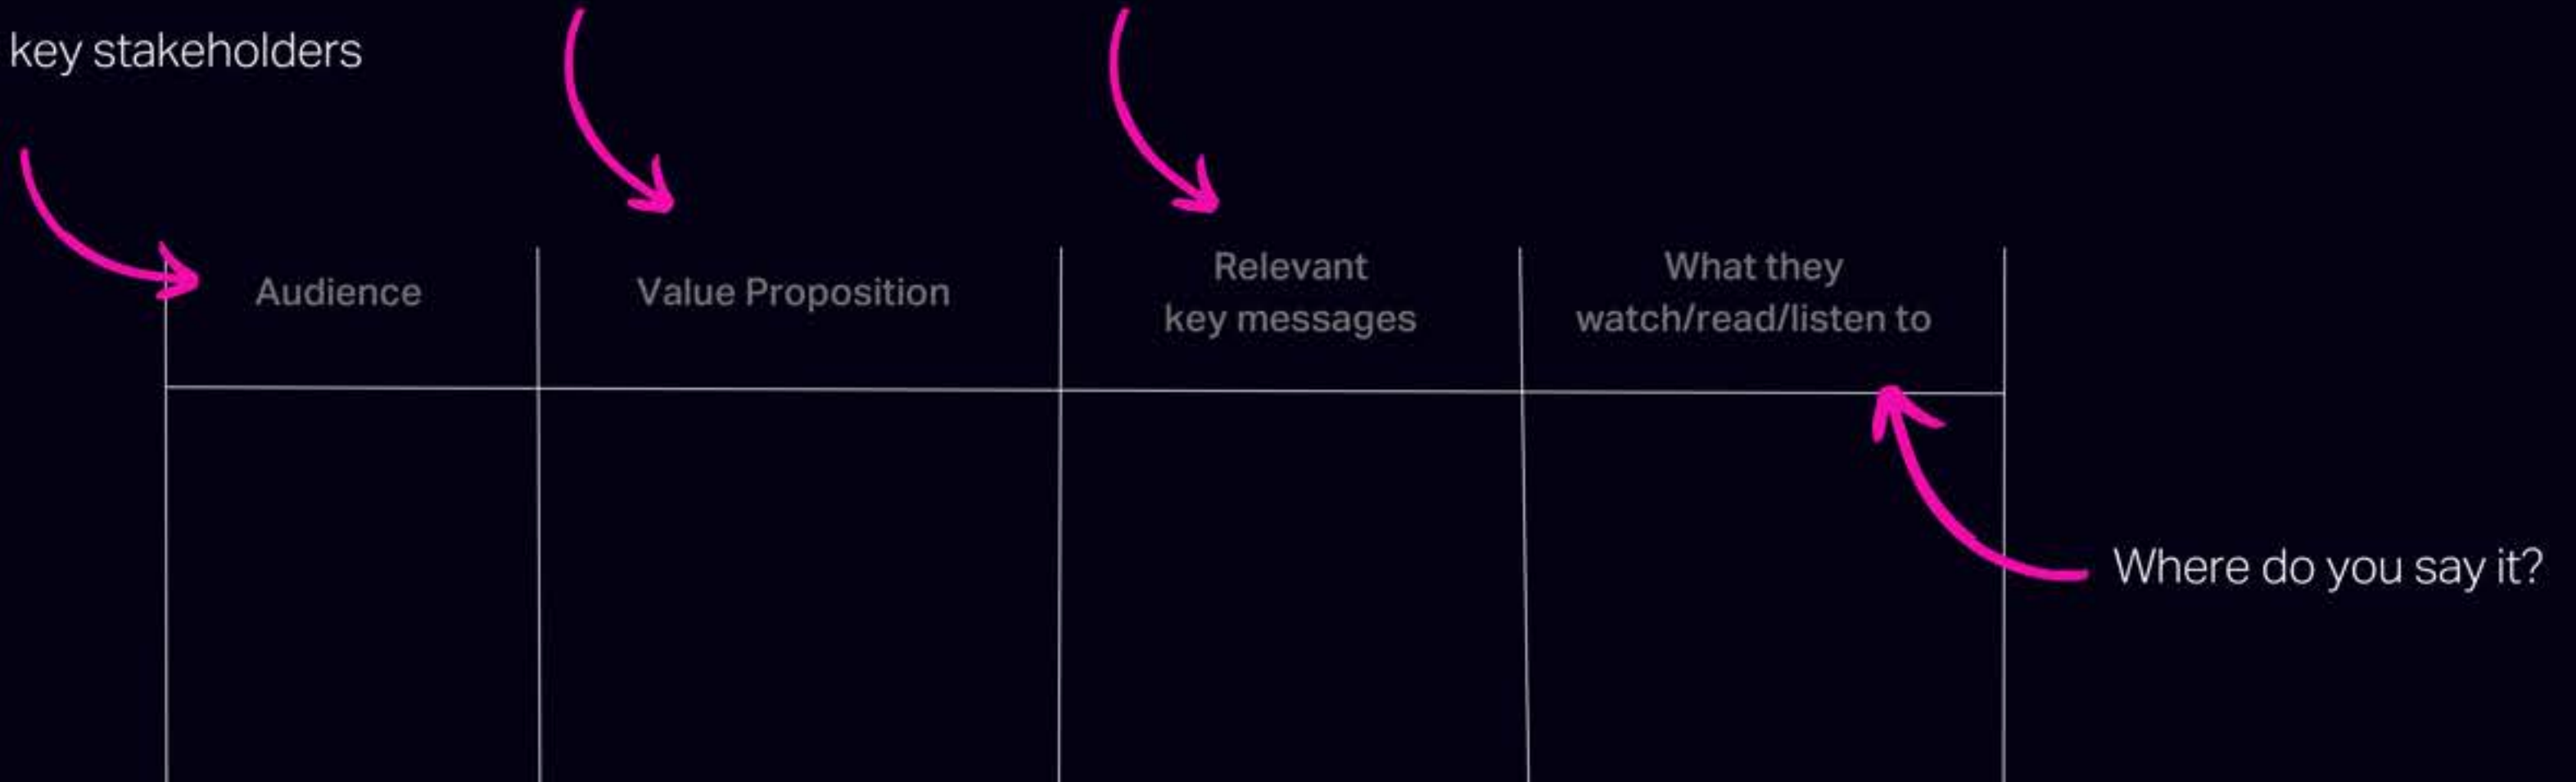 key stakeholders
Audience
Value Proposition
Relevant
key messages
What they
watch/read/listen to
Where do you say it?